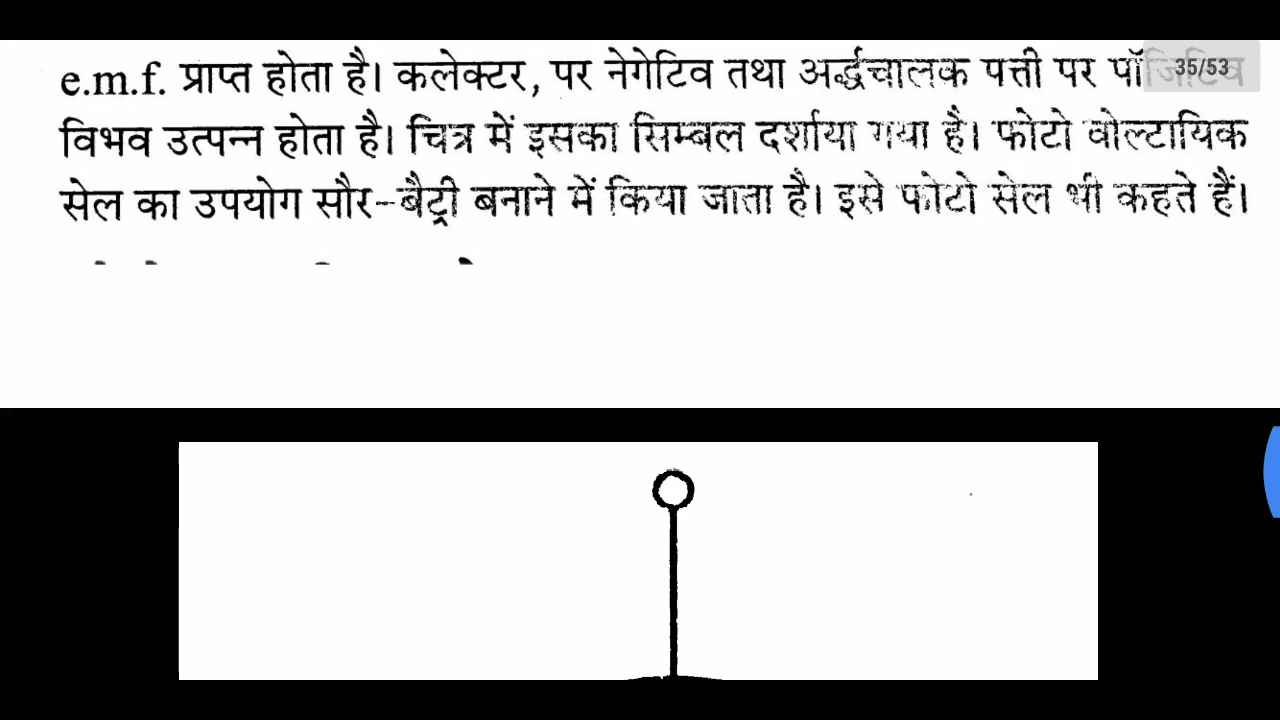 e.m.f. प्राप्त होता है। कलेक्टर, पर नेगेटिव तथा अर्द्धचालक पत्ती पर पॉजिटिव
35/53
विभव उत्पन्न होता है। चित्र में इसका सिम्बल दर्शाया गया है। फोटो वोल्टायिक
सेल का उपयोग सौर--बैट्री बनाने में किया जाता है। इसे फोटो सेल भी कहते हैं।